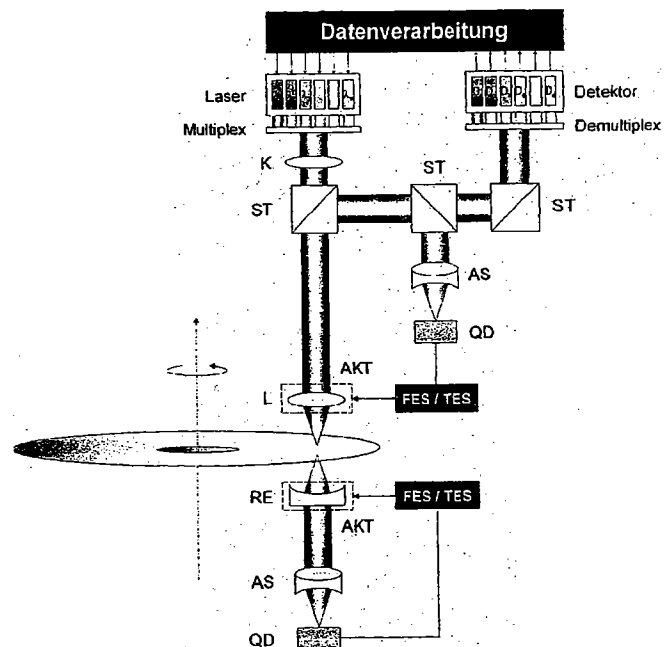 Datenverarbeitung
Laser
Detektor
Multiplex
Demultiplex
K
ST
ST
ST
AS
QD
AKT
L
FES / TES
RE
FES / TES
AKT
AS
QD